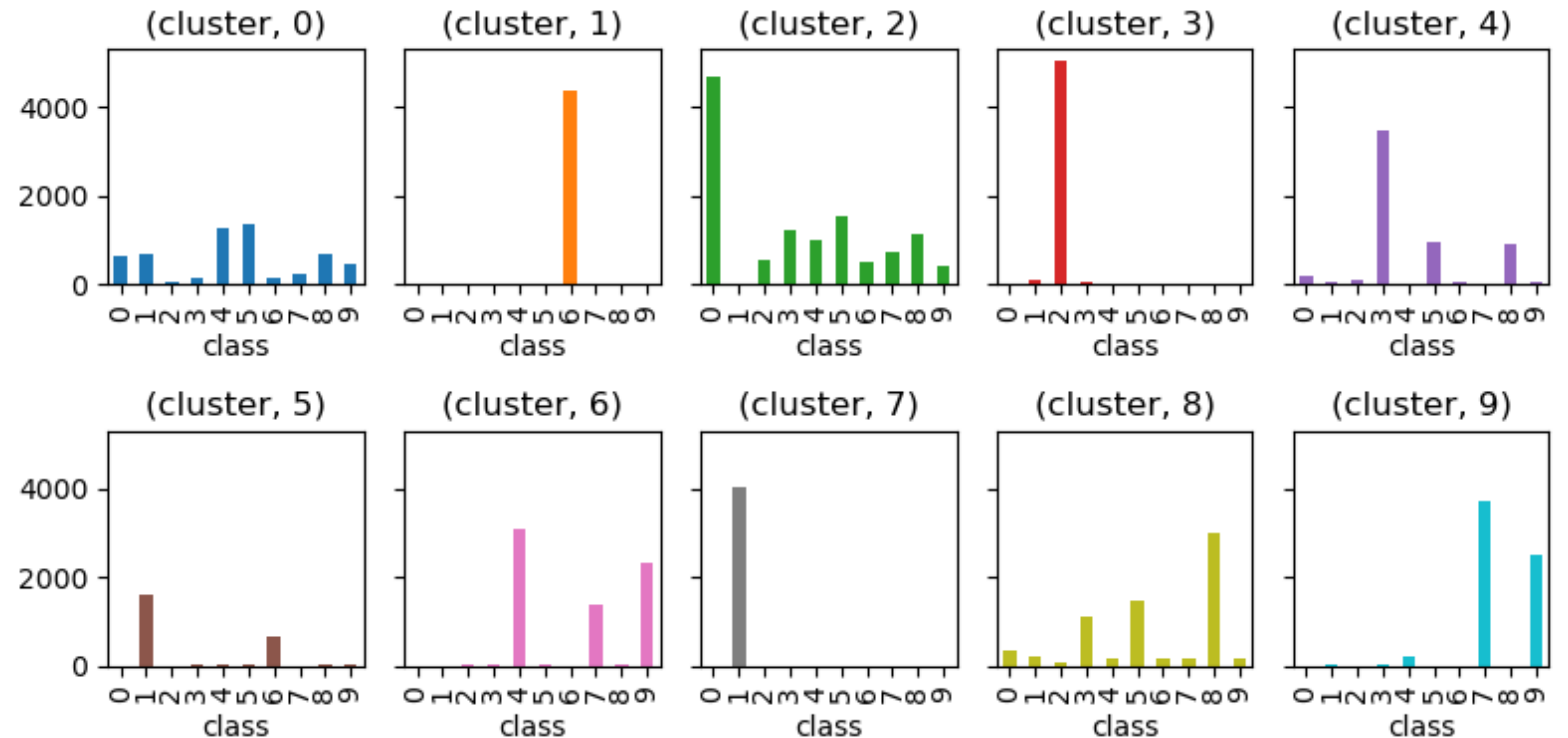 (cluster, 0) (cluster, 1) (cluster, 2) (cluster, 3) (cluster, 4)
4000
2000
0
0 1 2 3 4 5 6 7 8 9 0 1 2 3 4 5 6 7 8 9 0 1 2 3 4 5 6 7 8 9 0 1 2 3 4 5 6 7 8 9 0 1 2 3 4 5 6 7 8 9
class class class class class
(cluster, 5) (cluster, 6) (cluster, 7) (cluster, 8) (cluster, 9)
4000
2000
0
0 1 2 3 4 5 6 7 8 9 0 1 2 3 4 5 6 7 8 9 0 1 2 3 4 5 6 7 8 9 0 1 2 3 4 5 6 7 8 9 0 1 2 3 4 5 6 7 8 9
class class class class class